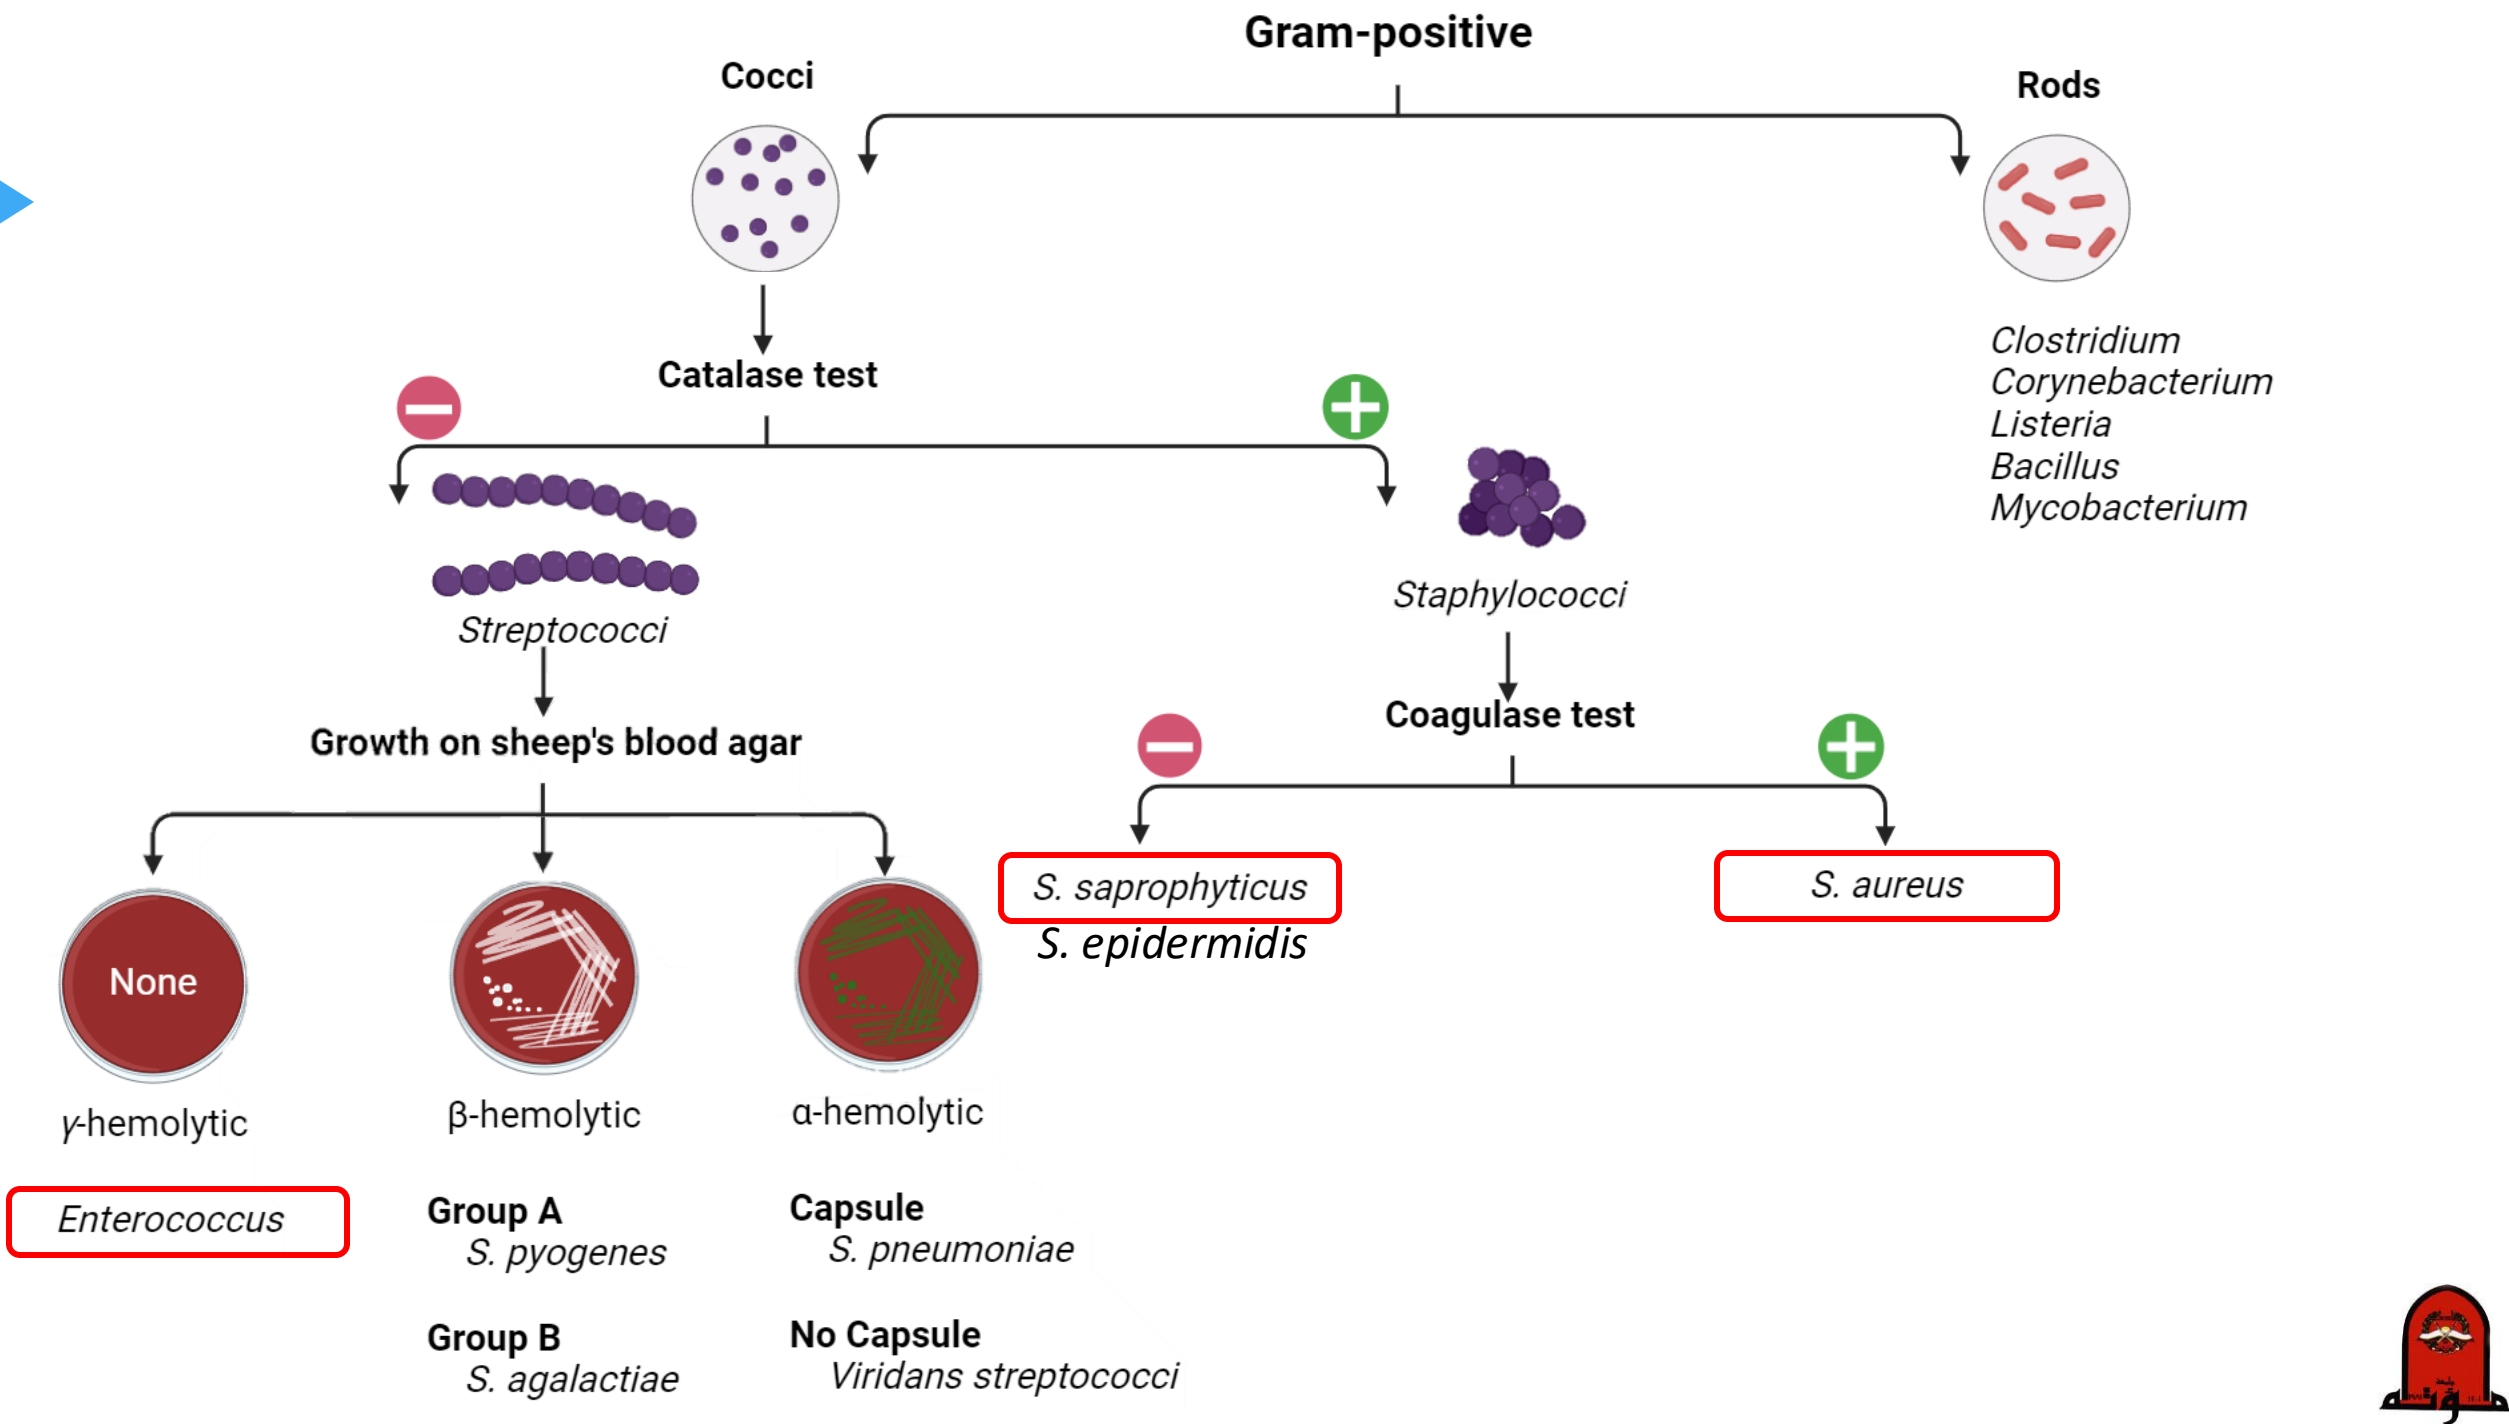 Gram-positive
Cocci
Rods
Clostridium
Corynebacterium
Listeria
Bacillus
Mycobacterium
Catalase test
Streptococci
Staphylococci
Growth on sheep's blood agar
Coagulase test
S. saprophyticus
S. epidermidis
S. aureus
None
γ-hemolytic
β-hemolytic
α-hemolytic
Enterococcus
Group A
S. pyogenes
Group B
S. agalactiae
Capsule
S. pneumoniae
No Capsule
Viridans streptococci
جامعة
مؤتة